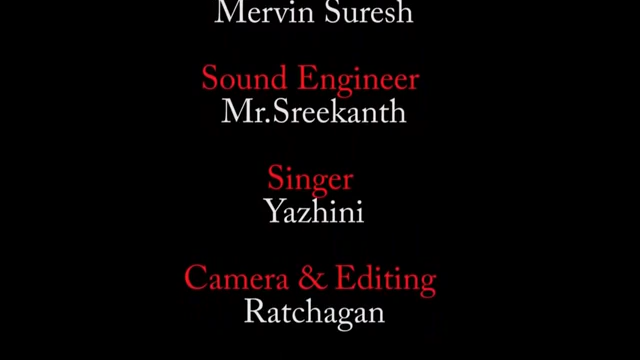 Mervin Suresh
Sound Engineer
Mr.Sreekanth
Singer
Yazhini
Camera & Editing
Ratchagan